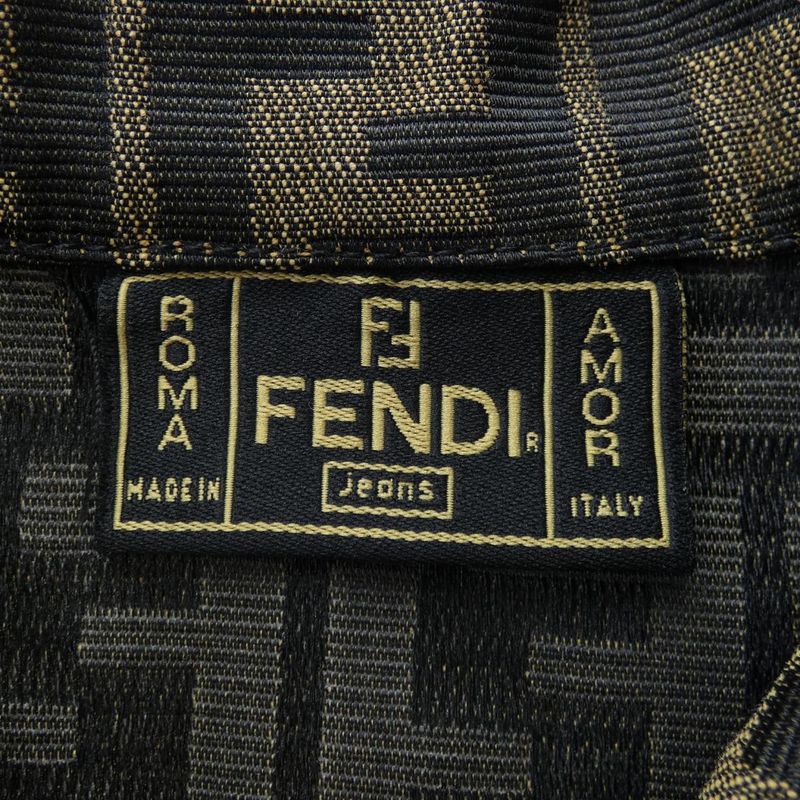 ROMA
MADE IN
FF
FENDI®
Jeans
AMOR
ITALY